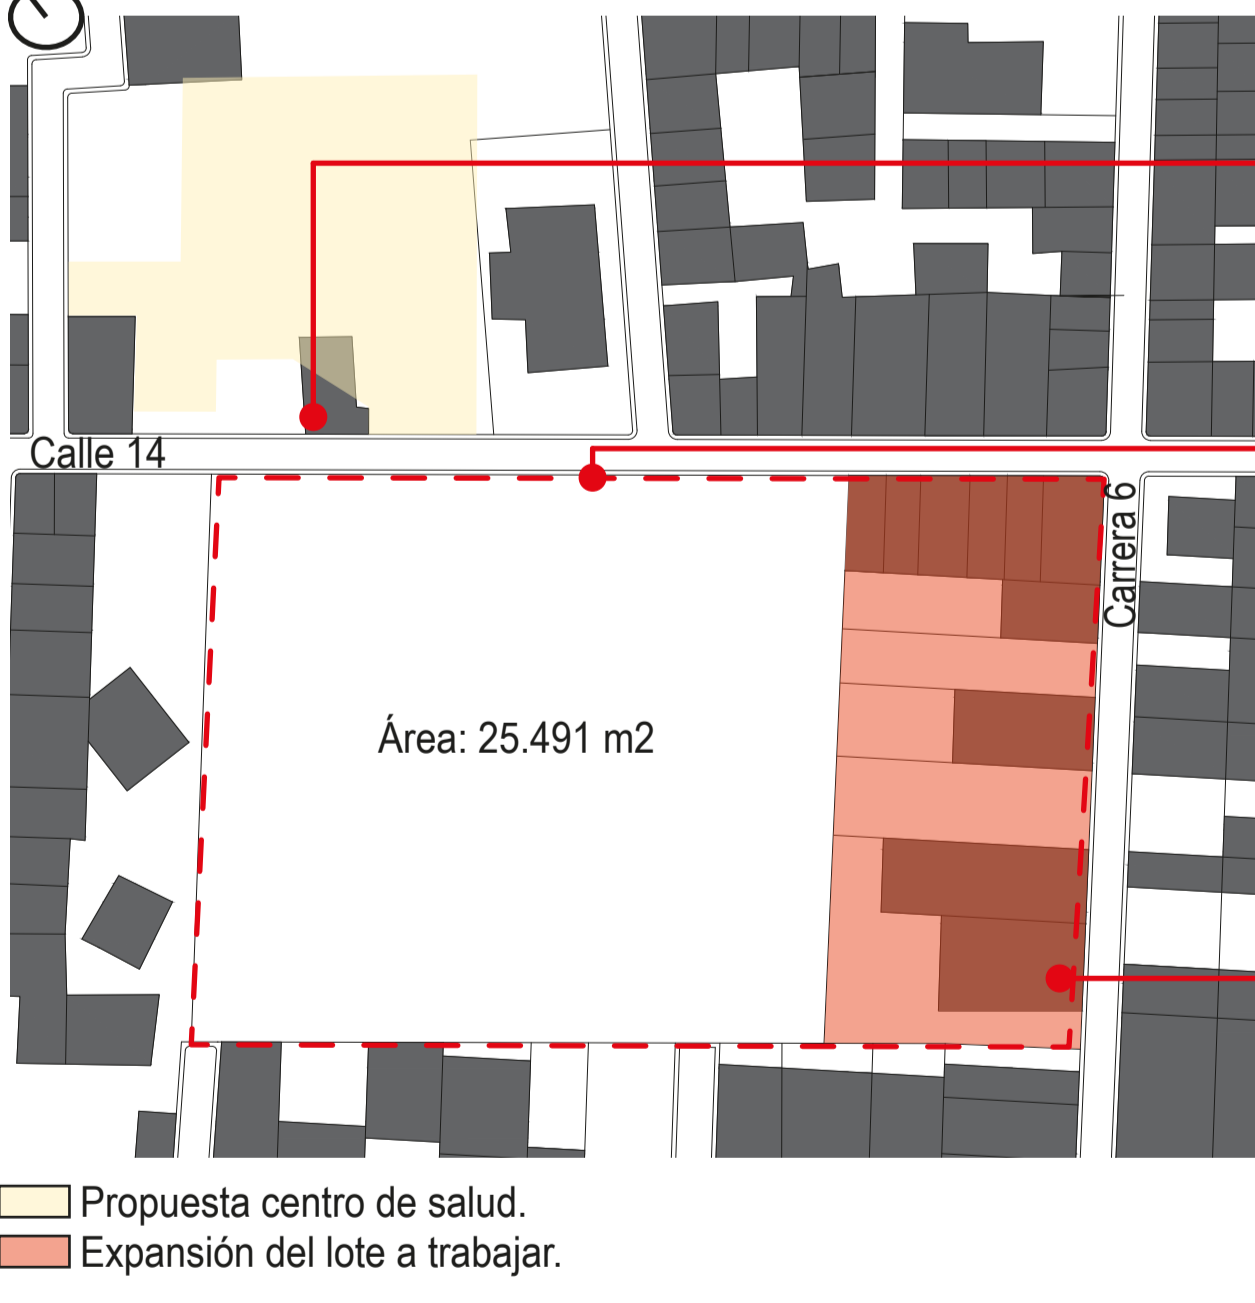 Calle 14
Carrera 6
Área: 25.491 m2
Propuesta centro de salud.
Expansión del lote a trabajar.